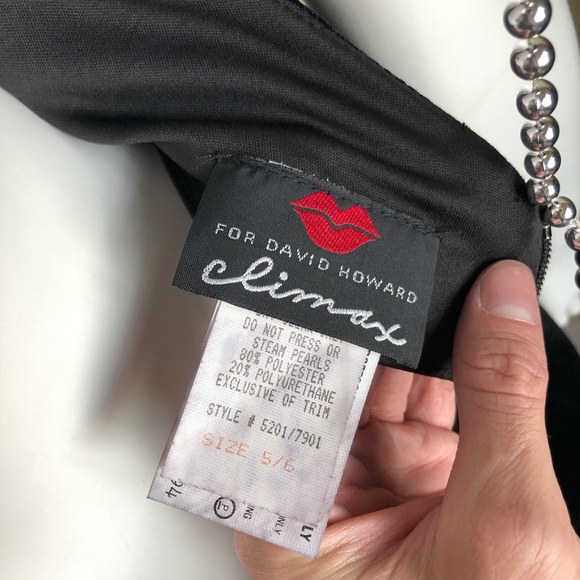 FOR DAVID HOWARD
climax
DO NOT PRESS OR
STEAM PEARLS
80% POLYESTER
20% POLYURETHANE
EXCLUSIVE OF TRIM
STYLE # 5201/7901
SIZE 5/6
P